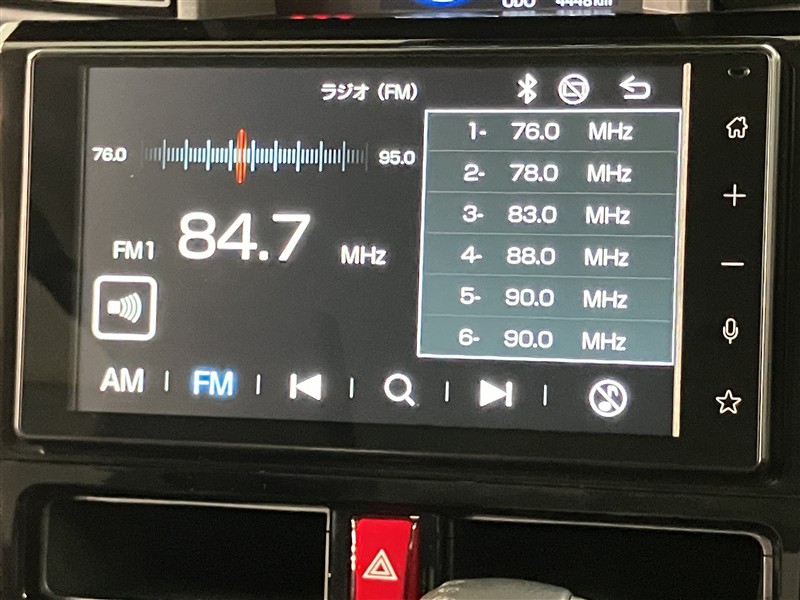 ODO 4448km
ラジオ（FM）
76.0 95.0
FM1 84.7 MHz
1- 76.0 MHz
2- 78.0 MHz
3- 83.0 MHz
4- 88.0 MHz
5- 90.0 MHz
6- 90.0 MHz
AM FM